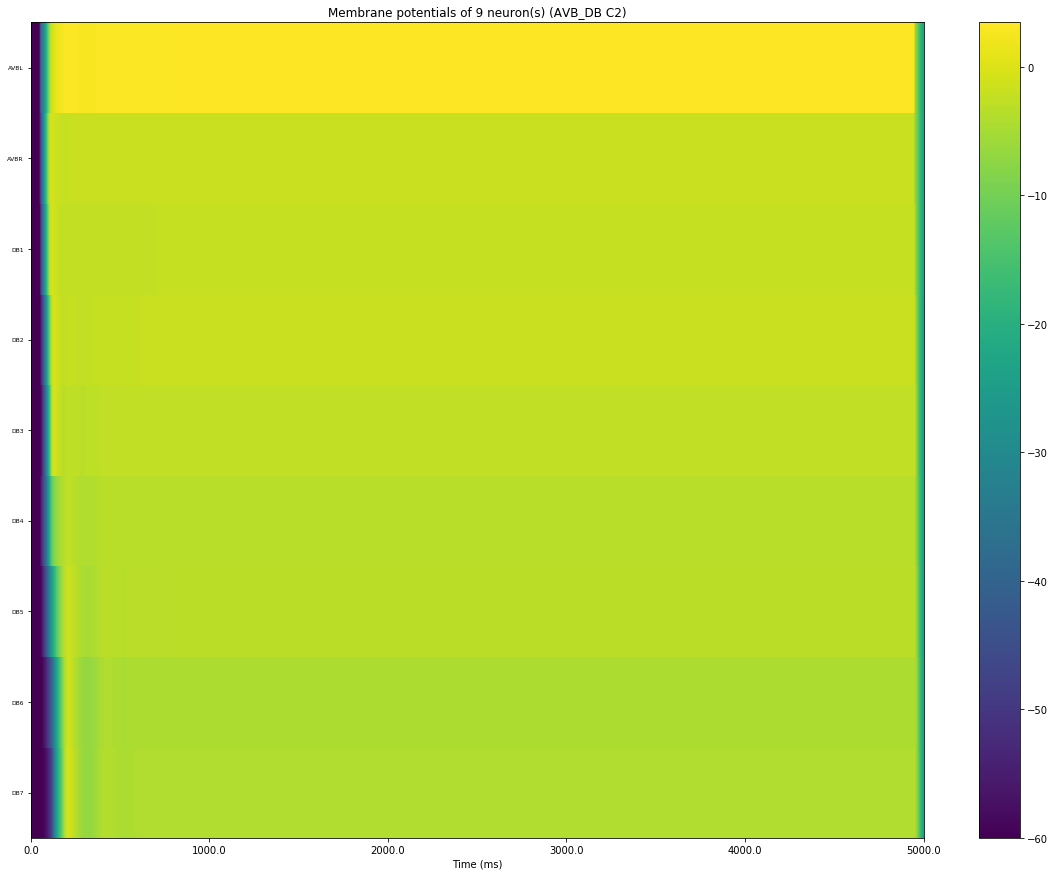 Membrane potentials of 9 neuron(s) (AVB_DB C2)
AVBL
AVBR
DB1
DB2
DB3
DB4
DB5
DB6
DB7
0.0 1000.0 2000.0 3000.0 4000.0 5000.0
Time (ms)
0
−10
−20
−30
−40
−50
−60